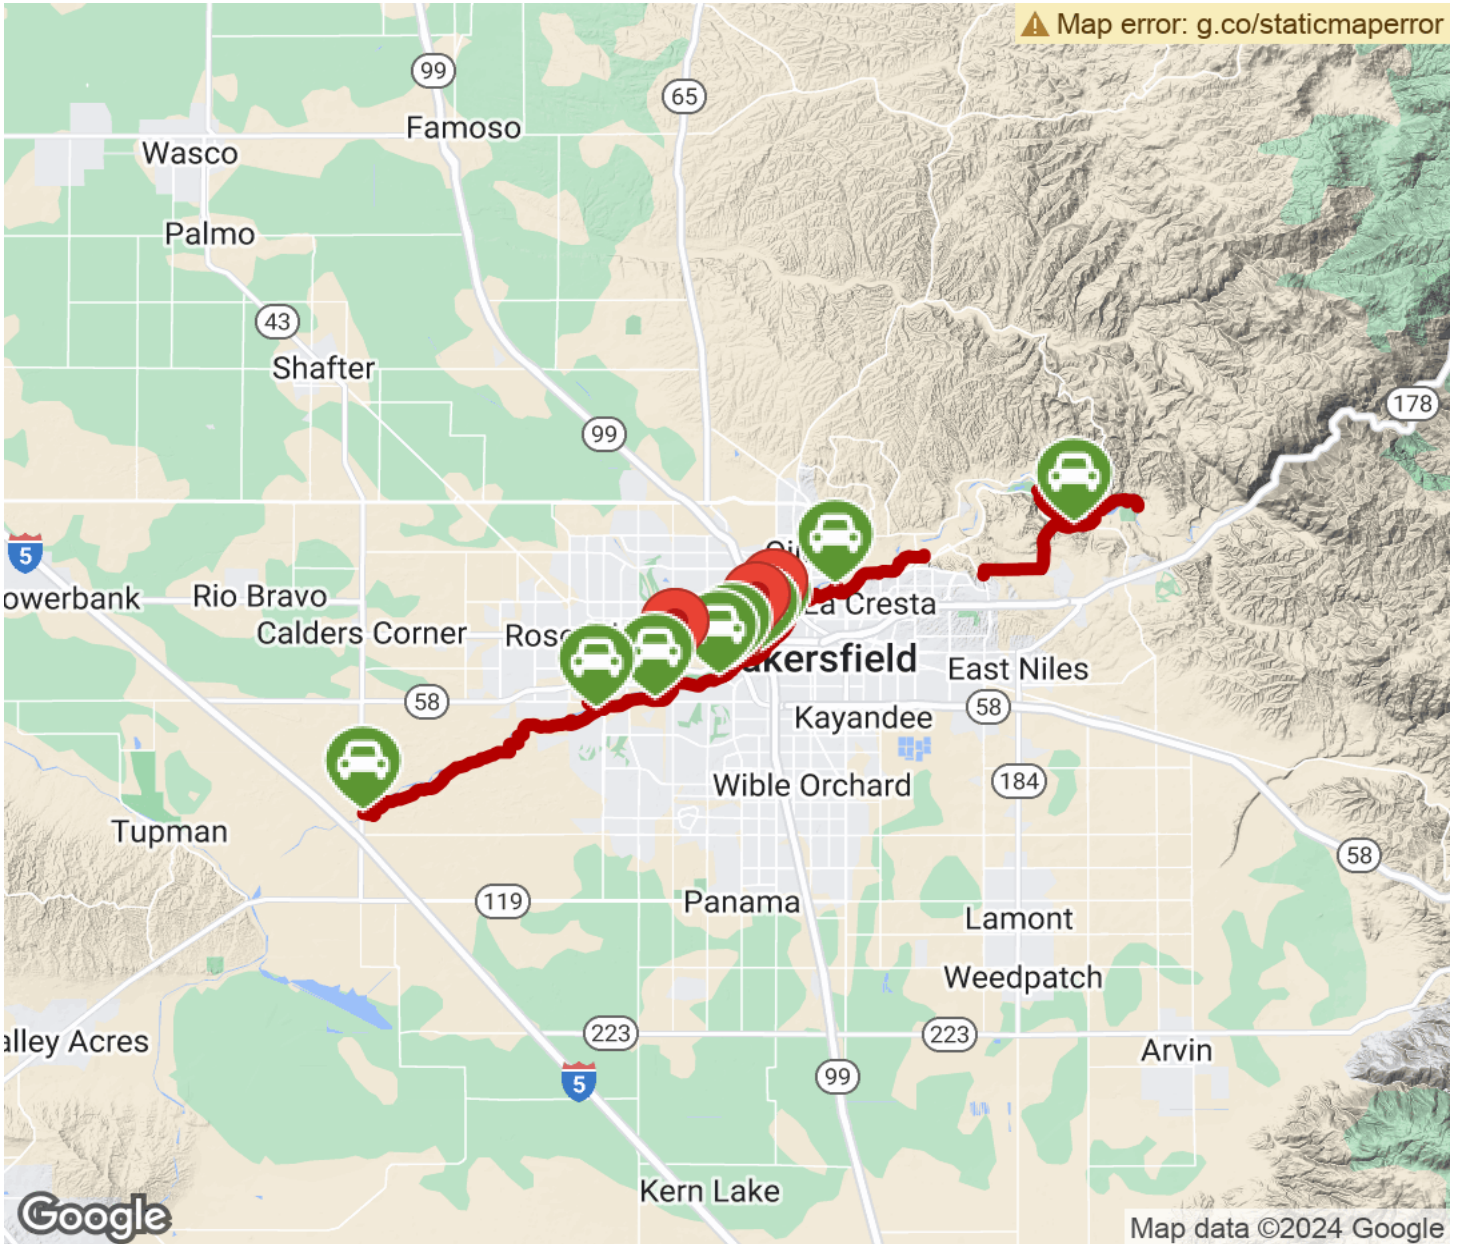 Map error: g.co/staticmaperror
99
65
Famoso
Wasco
Palmo
43
Shafter
178
99
5
owerbank
Rio Bravo
La Cresta
Calders Corner
akersfield
East Niles
58
Kayandee
58
Wible Orchard
184
Tupman
58
119
Panama
Lamont
Weedpatch
223
223
alley Acres
Arvin
5
99
Kern Lake
Google
Map data ©2024 Google